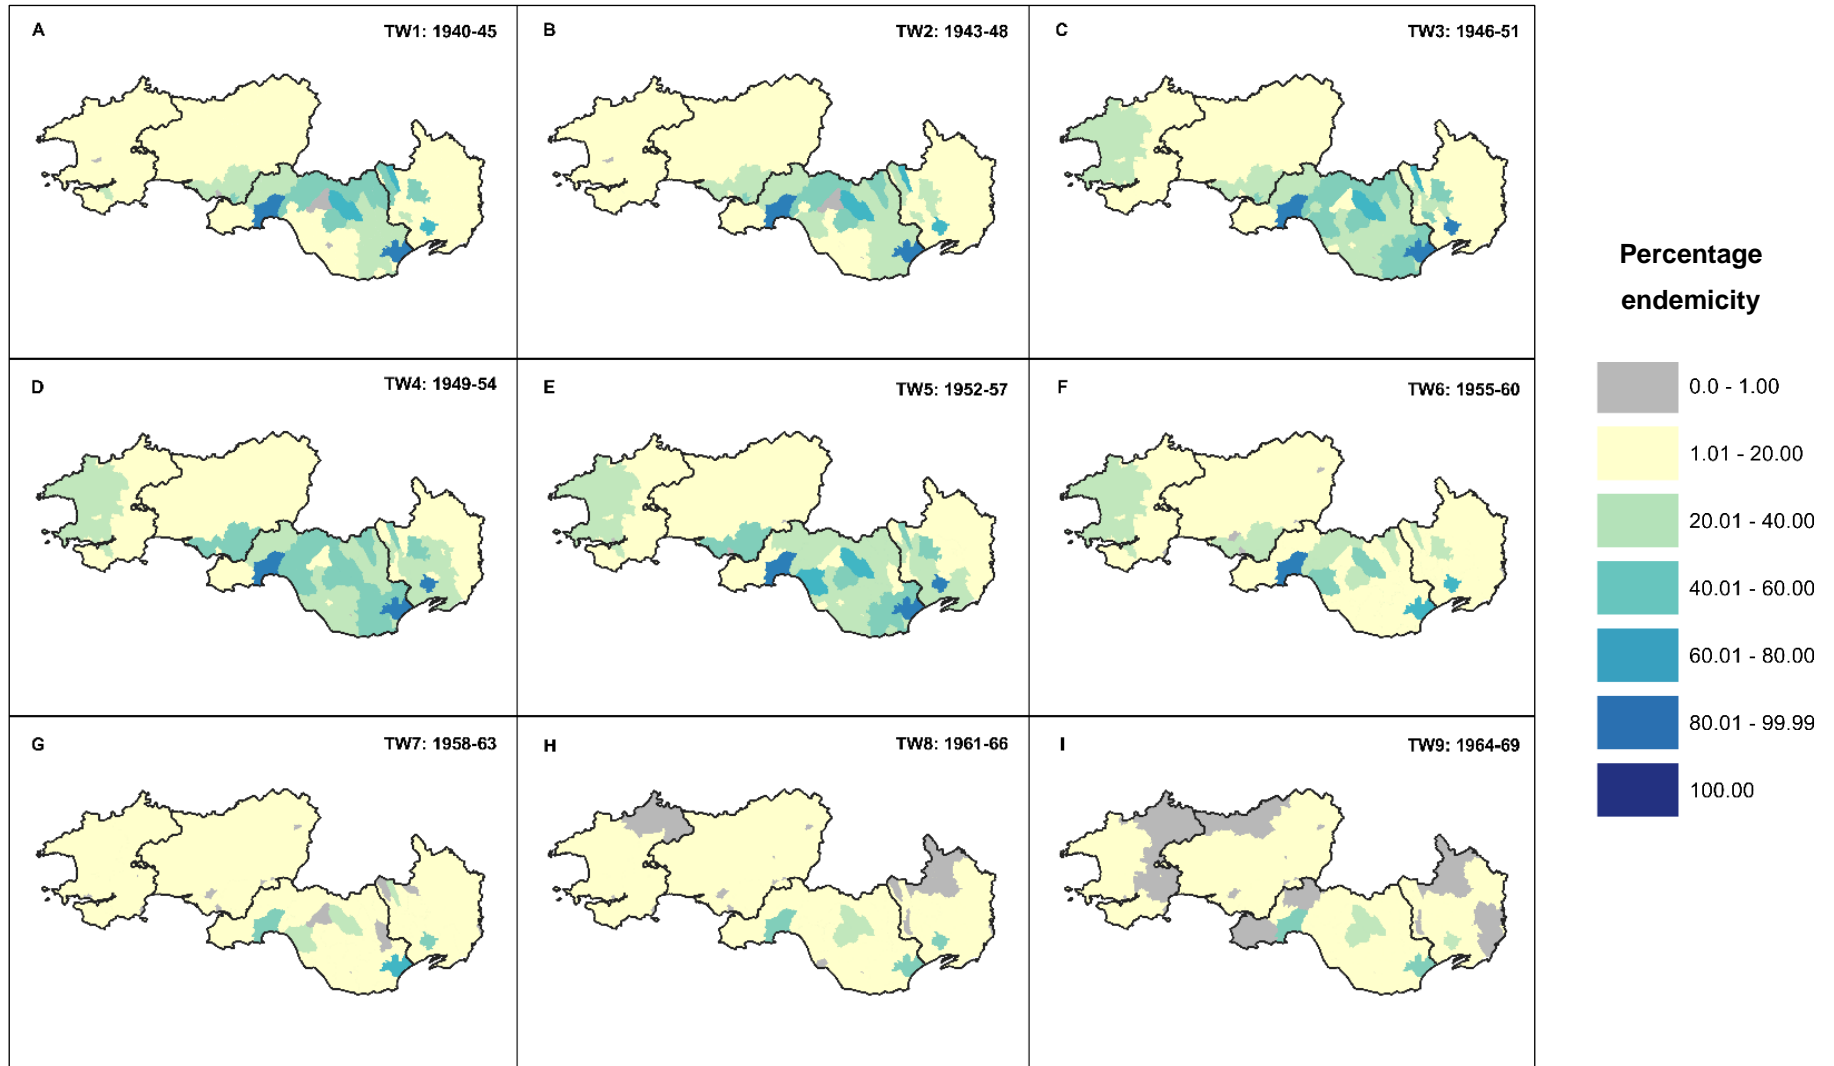 A
TW1: 1940-45
B
TW2: 1943-48
C
TW3: 1946-51
D
TW4: 1949-54
E
TW5: 1952-57
F
TW6: 1955-60
G
TW7: 1958-63
H
TW8: 1961-66
I
TW9: 1964-69
Percentage
endemicity
0.0 - 1.00
1.01 - 20.00
20.01 - 40.00
40.01 - 60.00
60.01 - 80.00
80.01 - 99.99
100.00